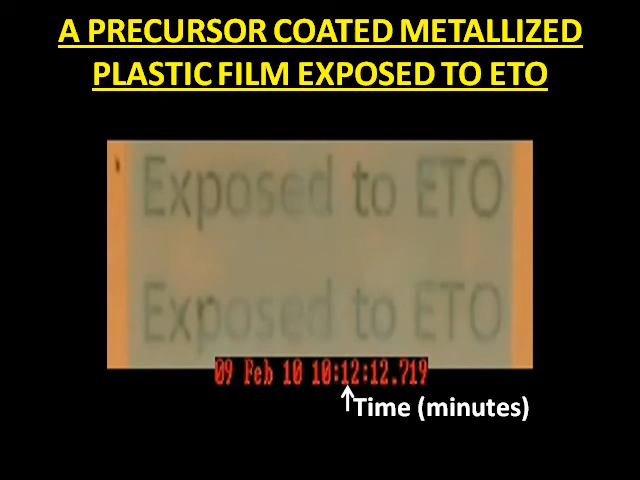 A PRECURSOR COATED METALLIZED
PLASTIC FILM EXPOSED TO ETO
Exposed to ETO
Exposed to ETO
09 Feb 10 10:12:12.719
Time (minutes)